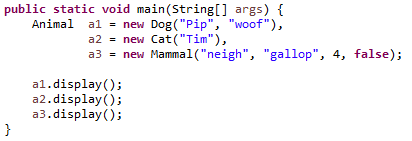 public static void main(String[] args) {
    Animal  a1 = new Dog("Pip", "woof"),
            a2 = new Cat("Tim"),
            a3 = new Mammal("neigh", "gallop", 4, false);

    a1.display();
    a2.display();
    a3.display();
}